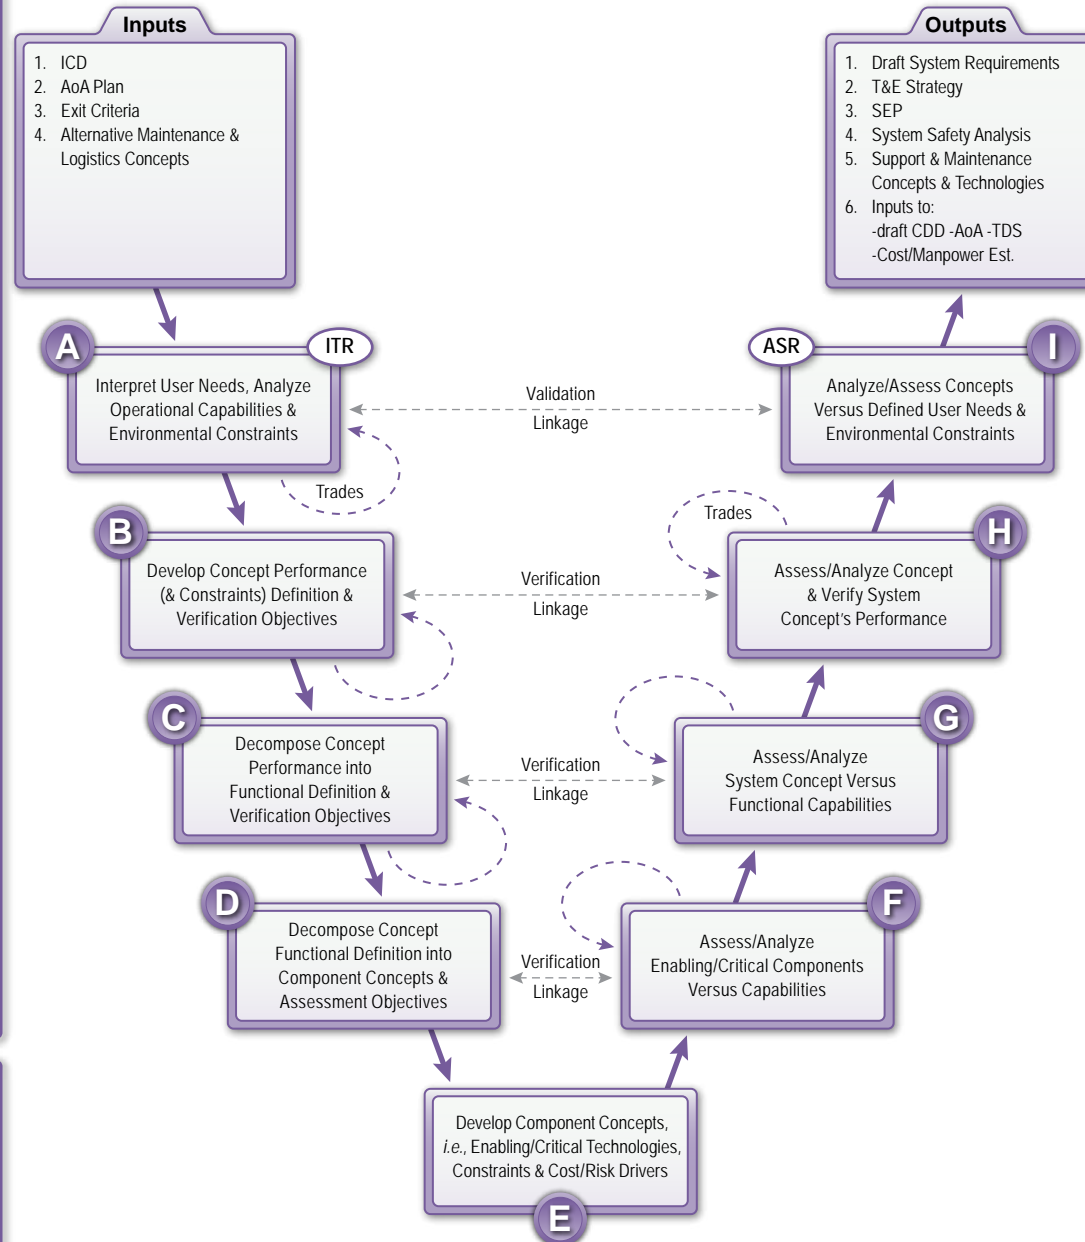 Inputs
1. ICD
2. AoA Plan
3. Exit Criteria
4. Alternative Maintenance &
Logistics Concepts
Outputs
1. Draft System Requirements
2. T&E Strategy
3. SEP
4. System Safety Analysis
5. Support & Maintenance
Concepts & Technologies
6. Inputs to:
-draft CDD -AoA -TDS
-Cost/Manpower Est.
A
ITR
Interpret User Needs, Analyze
Operational Capabilities &
Environmental Constraints
Trades
Validation
Linkage
ASR
I
Analyze/Assess Concepts
Versus Defined User Needs &
Environmental Constraints
B
Develop Concept Performance
(& Constraints) Definition &
Verification Objectives
Verification
Linkage
Trades
H
Assess/Analyze Concept
& Verify System
Concept's Performance
C
Decompose Concept
Performance into
Functional Definition &
Verification Objectives
Verification
Linkage
G
Assess/Analyze
System Concept Versus
Functional Capabilities
D
Decompose Concept
Functional Definition into
Component Concepts &
Assessment Objectives
Verification
Linkage
F
Assess/Analyze
Enabling/Critical Components
Versus Capabilities
Develop Component Concepts,
i.e., Enabling/Critical Technologies,
Constraints & Cost/Risk Drivers
E